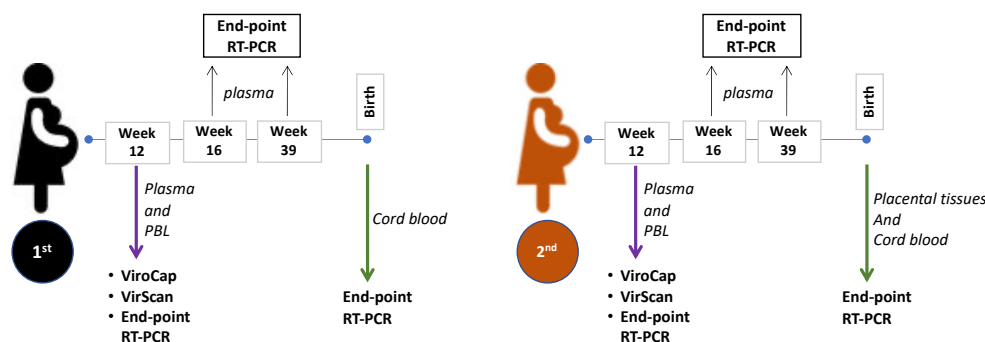 End-point
RT-PCR
plasma
Birth
Week
12
Week
16
Week
39
Plasma
and
PBL
Cord blood
1st
• ViroCap
• VirScan
• End-point
RT-PCR
End-point
RT-PCR
End-point
RT-PCR
plasma
Birth
Week
12
Week
16
Week
39
Plasma
and
PBL
Placental tissues
And
Cord blood
2nd
• ViroCap
• VirScan
• End-point
RT-PCR
End-point
RT-PCR